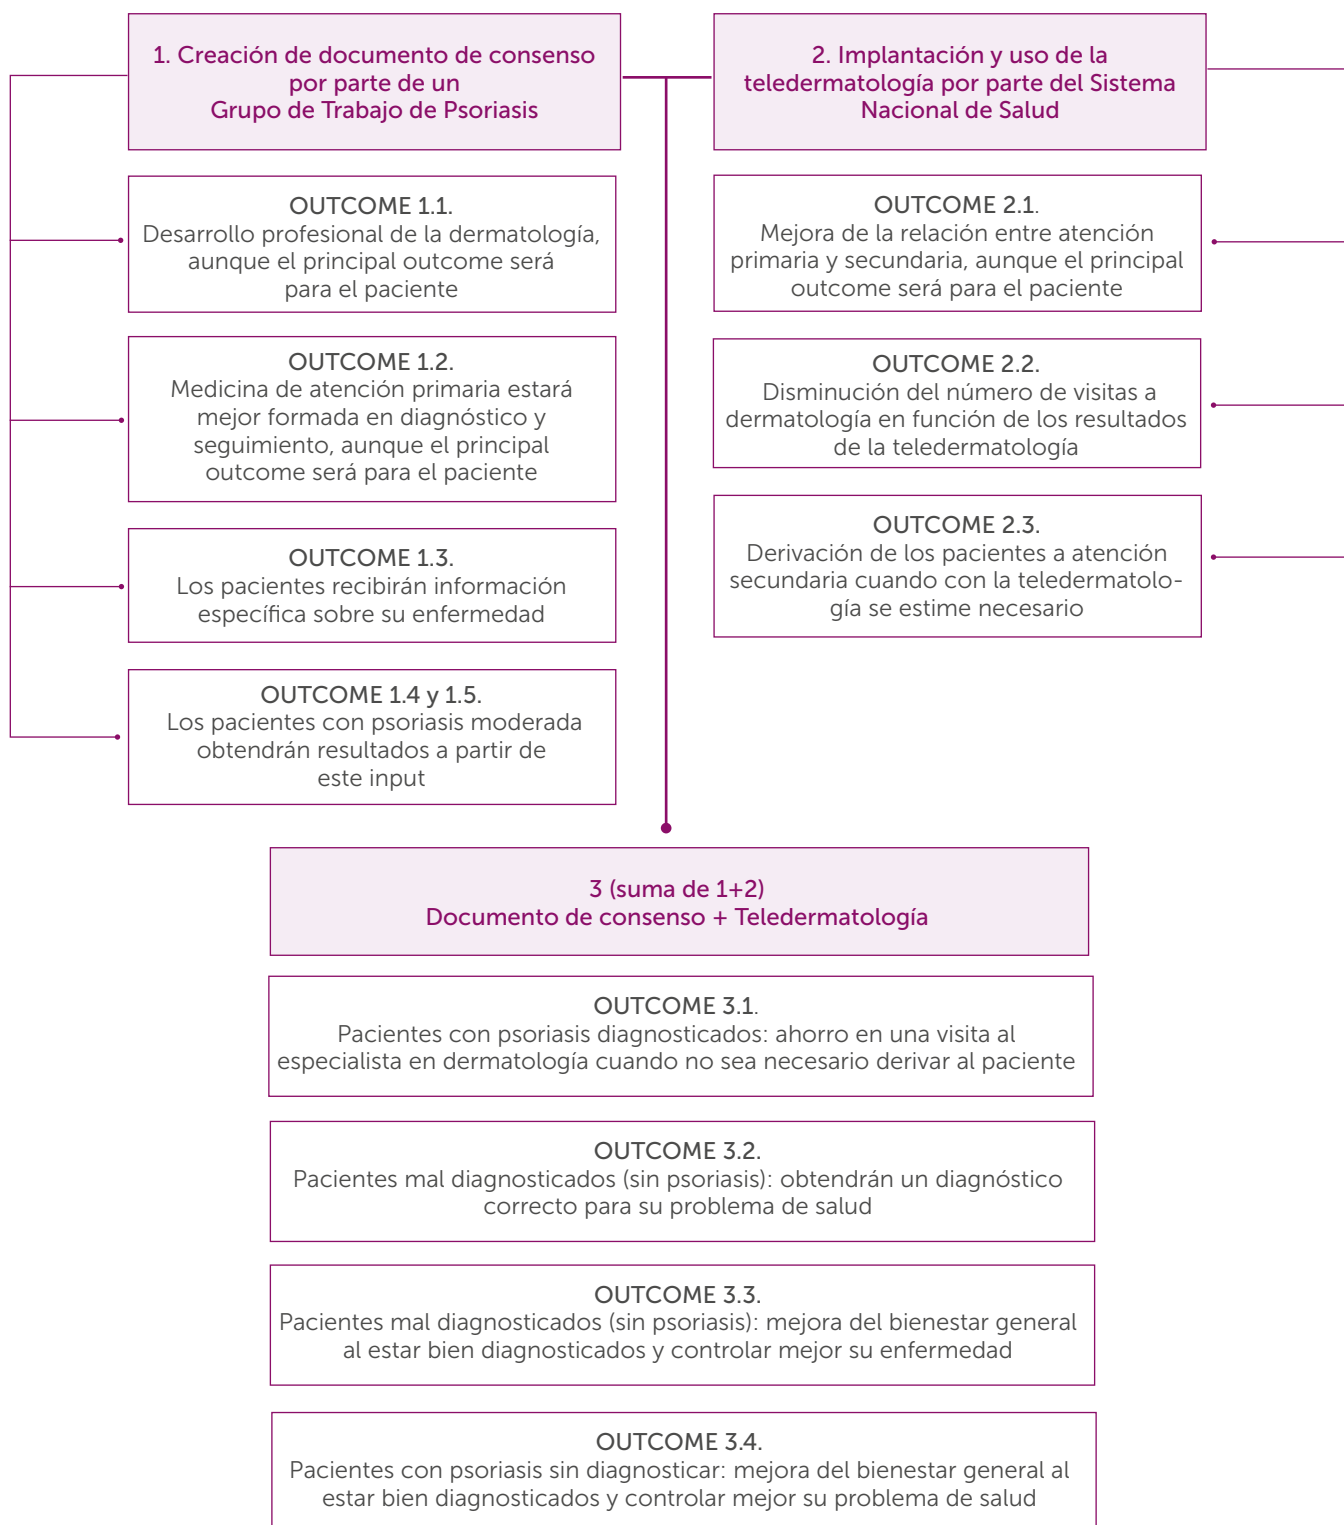 1. Creación de documento de consenso
por parte de un
Grupo de Trabajo de Psoriasis
OUTCOME 1.1.
Desarrollo profesional de la dermatología,
aunque el principal outcome será
para el paciente
OUTCOME 1.2.
Medicina de atención primaria estará
mejor formada en diagnóstico y
seguimiento, aunque el principal
outcome será para el paciente
OUTCOME 1.3.
Los pacientes recibirán información
específica sobre su enfermedad
OUTCOME 1.4 y 1.5.
Los pacientes con psoriasis moderada
obtendrán resultados a partir de
este input
2. Implantación y uso de la
teledermatología por parte del Sistema
Nacional de Salud
OUTCOME 2.1.
Mejora de la relación entre atención
primaria y secundaria, aunque el principal
outcome será para el paciente
OUTCOME 2.2.
Disminución del número de visitas a
dermatología en función de los resultados
de la teledermatología
OUTCOME 2.3.
Derivación de los pacientes a atención
secundaria cuando con la teledermatolo-
gía se estime necesario
3 (suma de 1+2)
Documento de consenso + Teledermatología
OUTCOME 3.1.
Pacientes con psoriasis diagnosticados: ahorro en una visita al
especialista en dermatología cuando no sea necesario derivar al paciente
OUTCOME 3.2.
Pacientes mal diagnosticados (sin psoriasis): obtendrán un diagnóstico
correcto para su problema de salud
OUTCOME 3.3.
Pacientes mal diagnosticados (sin psoriasis): mejora del bienestar general
al estar bien diagnosticados y controlar mejor su enfermedad
OUTCOME 3.4.
Pacientes con psoriasis sin diagnosticar: mejora del bienestar general al
estar bien diagnosticados y controlar mejor su problema de salud